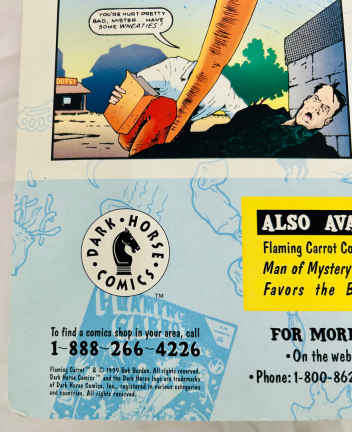 YOU'RE HURT PRETTY
BAD, MISTER. HAVE
SOME WHEATIES!
DARK • HORSE
COMICS
TM
ALSO AVA
Flaming Carrot Co
Man of Mystery
Favors the B
To find a comics shop in your area, call
1-888-266-4226
Flaming Carrot™ & © 1999 Bob Burden. All rights reserved.
Dark Horse Comics™ and the Dark Horse logo are trademarks
of Dark Horse Comics, Inc., registered in various categories
and countries. All rights reserved.
FOR MORE
• On the web
• Phone: 1-800-862